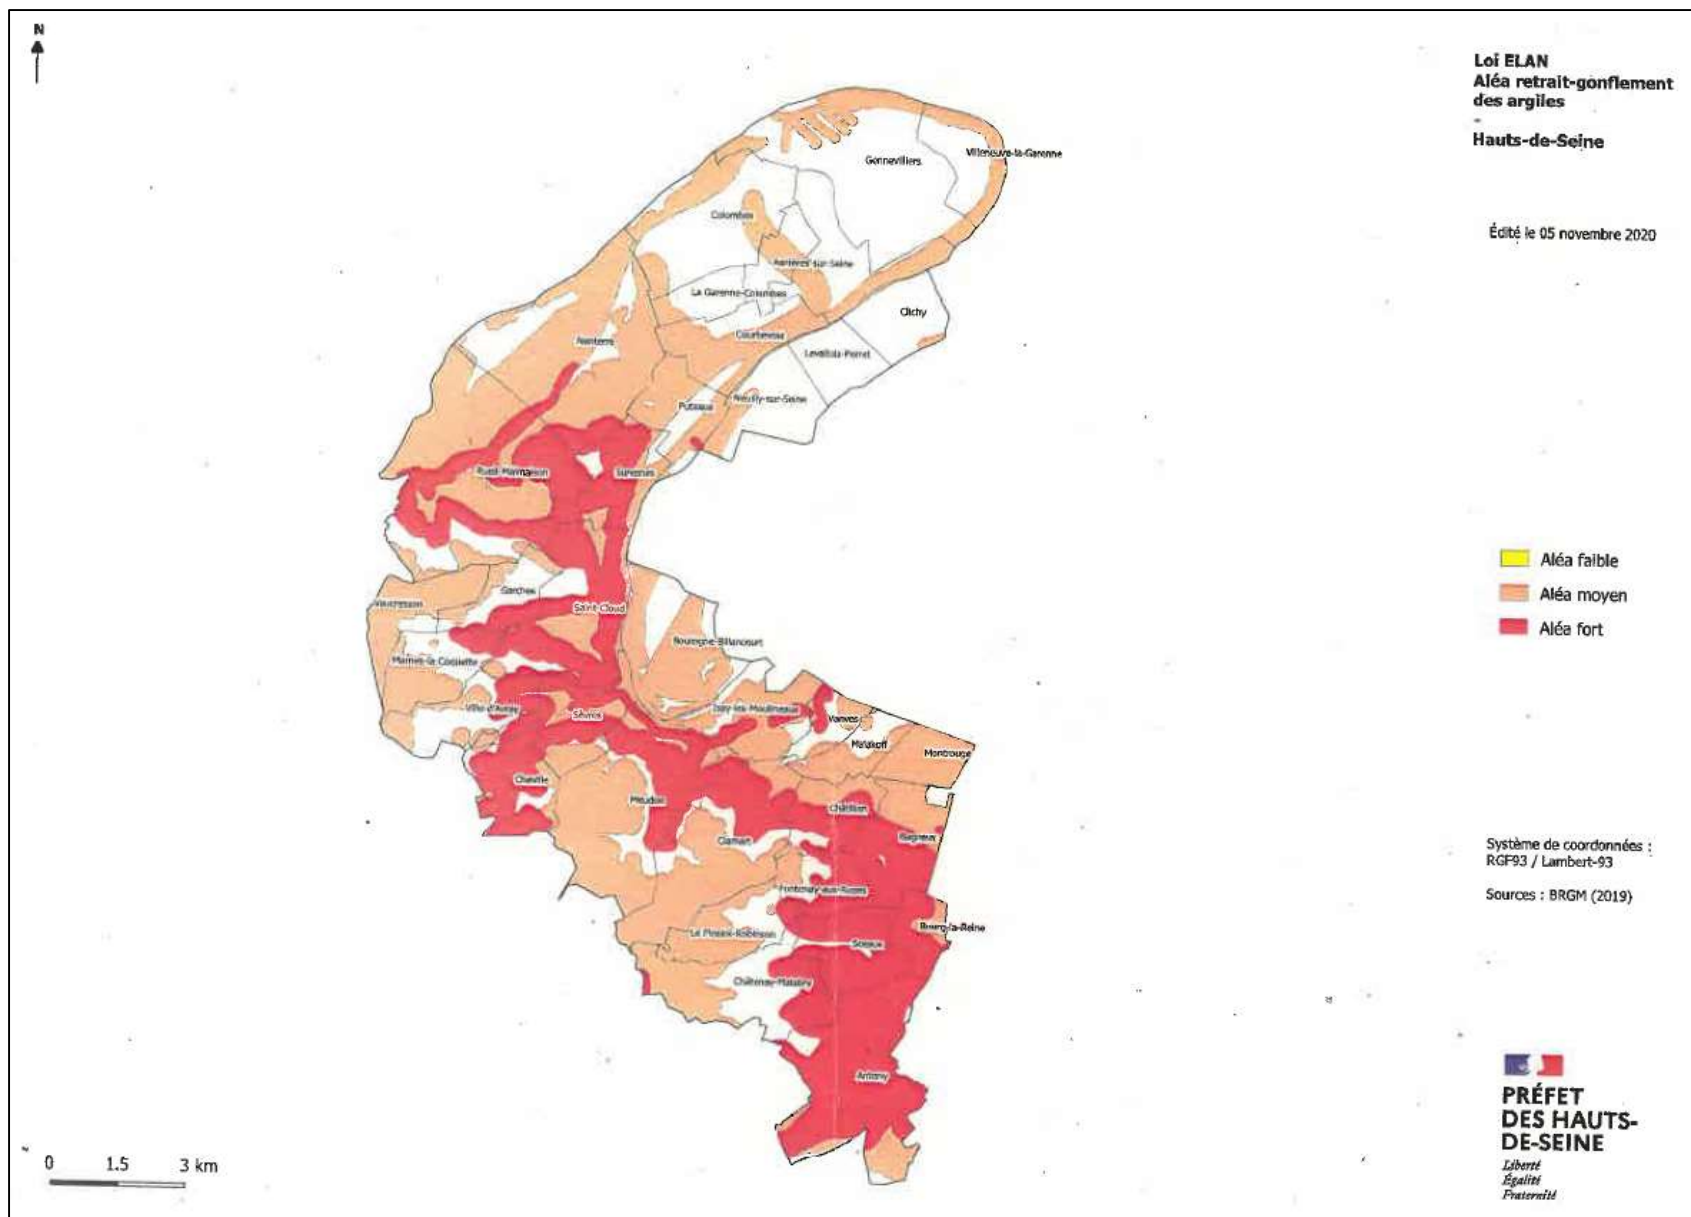 N
Loi ELAN
Aléa retrait-gonflement
des argiles
-
Hauts-de-Seine
Édité le 05 novembre 2020
Villeneuve-la-Garenne
Gennevilliers
Colombes
Asnières-sur-Seine
La Garenne-Colombes
Clichy
Courbevoie
Nanterre
Levallois-Perret
Neuilly-sur-Seine
Puteaux
Rueil-Malmaison
Suresnes
Garches
Vaucresson
Saint-Cloud
Boulogne-Billancourt
Marnes-la-Coquette
Ville-d'Avray
Sèvres
Issy-les-Moulineaux
Vanves
Malakoff
Montrouge
Chaville
Meudon
Châtillon
Bagneux
Clamart
Fontenay-aux-Roses
Bourg-la-Reine
Le Plessis-Robinson
Sceaux
Châtenay-Malabry
Antony
Aléa faible
Aléa moyen
Aléa fort
Système de coordonnées :
RGF93 / Lambert-93
Sources : BRGM (2019)
PRÉFET
DES HAUTS-
DE-SEINE
Liberté
Égalité
Fraternité
0 1.5 3 km